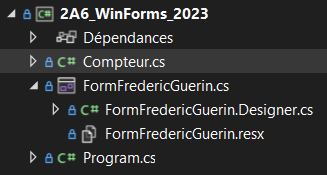 2A6_WinForms_2023
Dépendances
C# Compteur.cs
FormFredericGuerin.cs
C# FormFredericGuerin.Designer.cs
FormFredericGuerin.resx
C# Program.cs